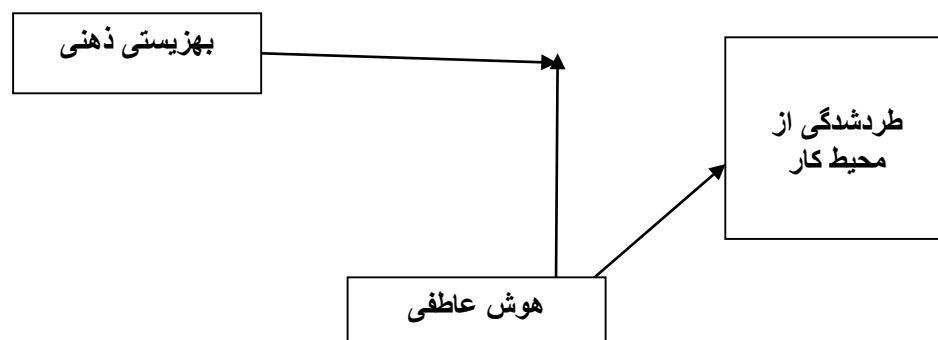 بهزیستی ذهنی
طردشدگی از
محیط کار
هوش عاطفی